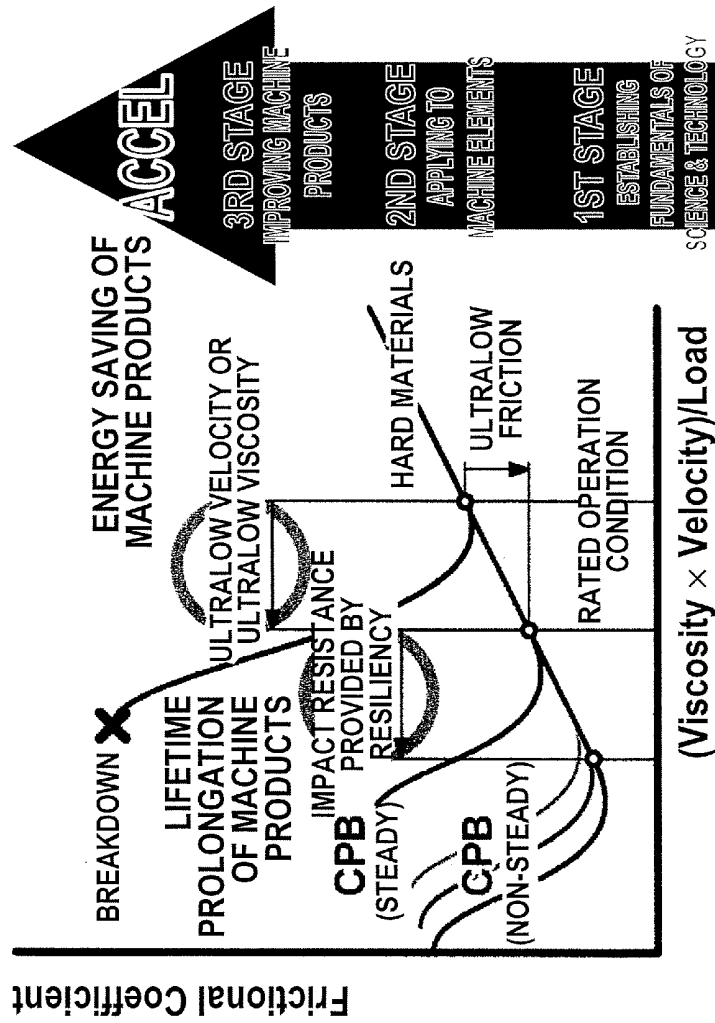 Frictional Coefficient
BREAKDOWN
LIFETIME
PROLONGATION
OF MACHINE
PRODUCTS
ENERGY SAVING OF
MACHINE PRODUCTS
ULTRALOW VELOCITY OR
ULTRALOW VISCOSITY
IMPACT RESISTANCE
PROVIDED BY
RESILIENCY
CPB
(STEADY)
CPB
(NON-STEADY)
HARD MATERIALS
ULTRALOW
FRICTION
RATED OPERATION
CONDITION
(Viscosity × Velocity)/Load
ACCEL
3RD STAGE
IMPROVING MACHINE
PRODUCTS
2ND STAGE
APPLYING TO
MACHINE ELEMENTS
1ST STAGE
ESTABLISHING
FUNDAMENTALS OF
SCIENCE & TECHNOLOGY